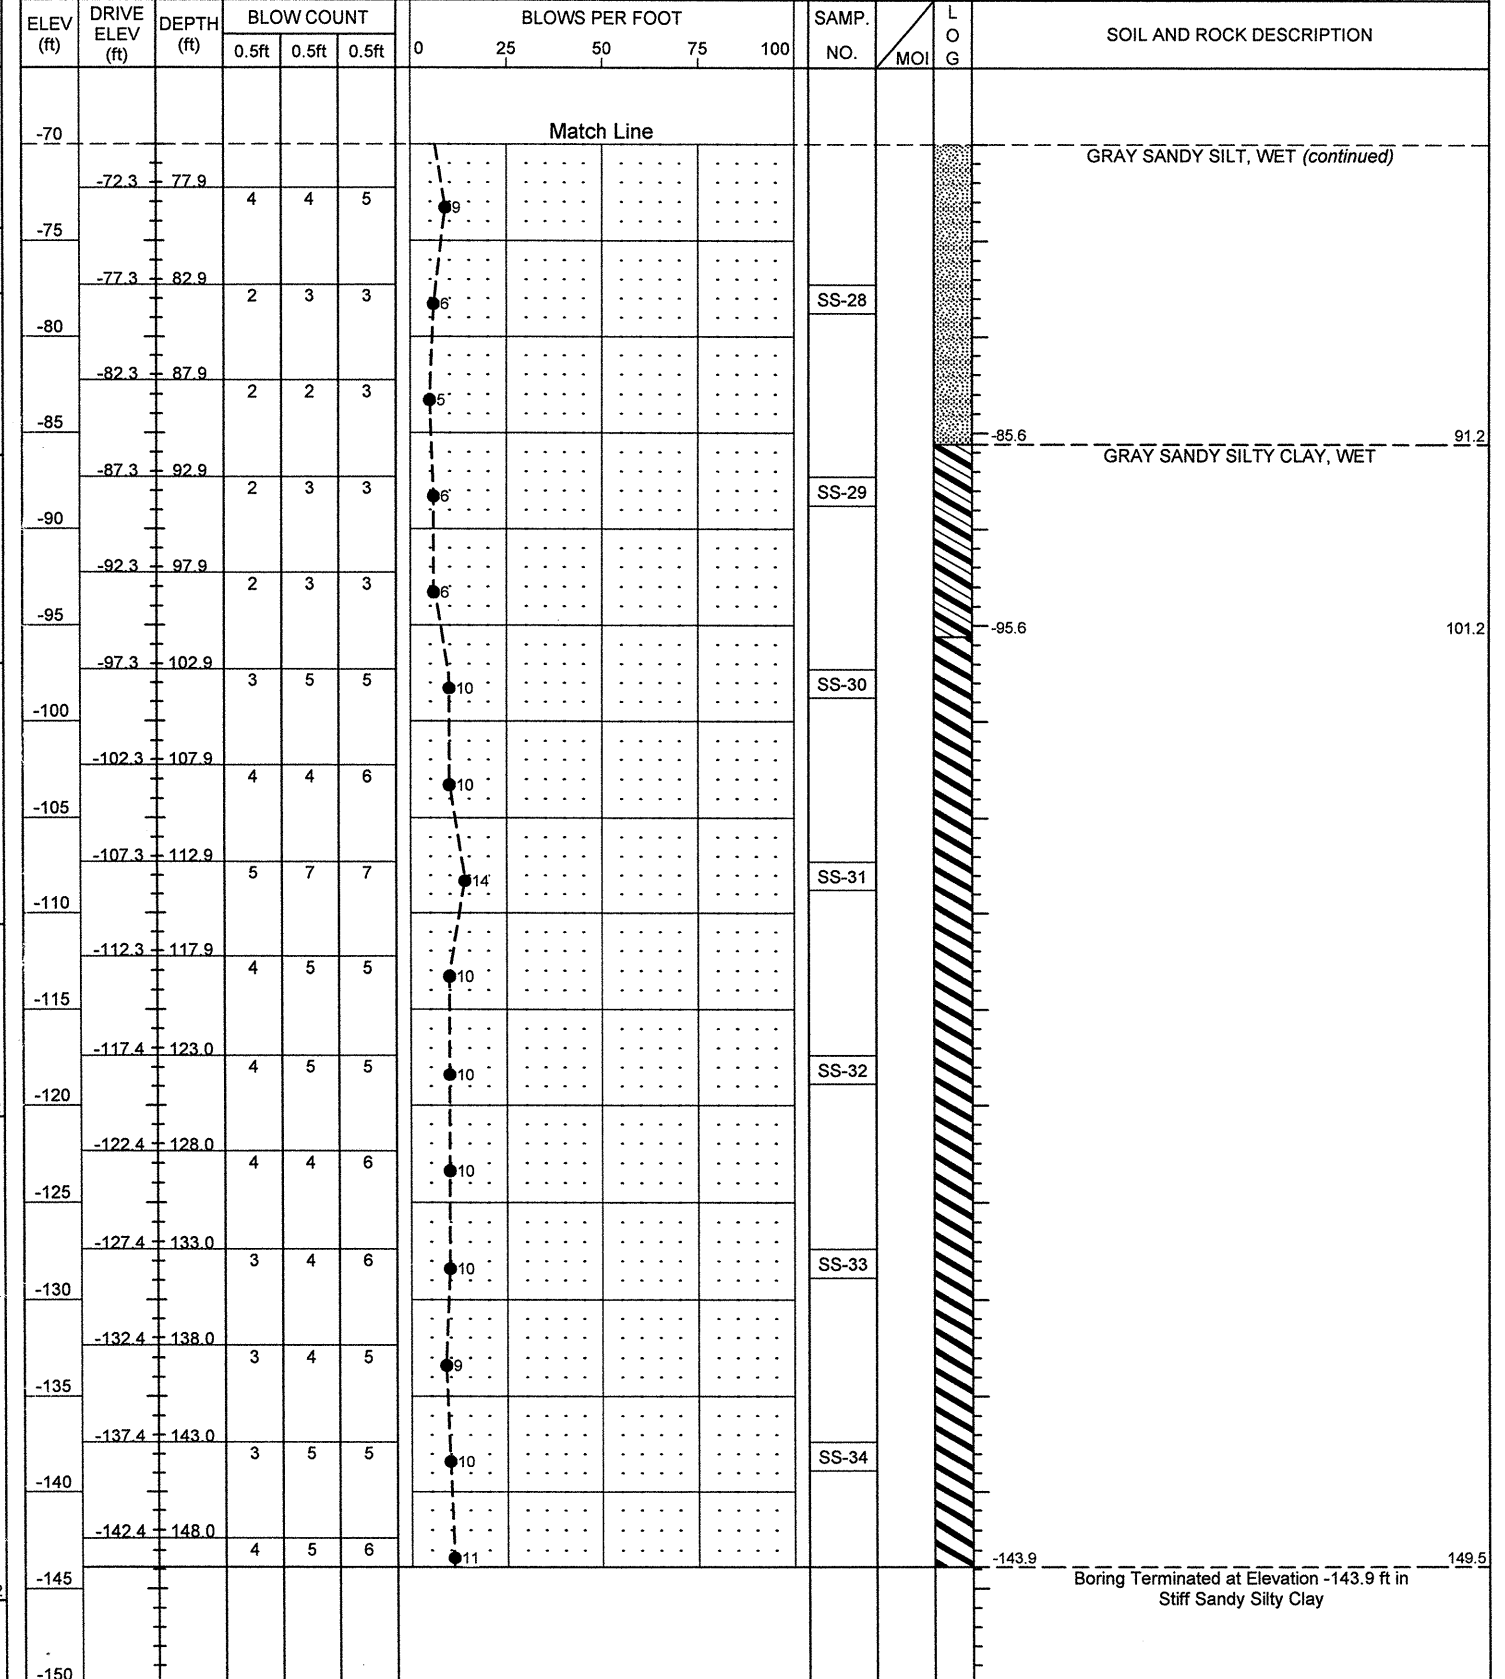 ELEV (ft) DRIVE ELEV (ft) DEPTH (ft) BLOW COUNT 0.5ft 0.5ft 0.5ft BLOWS PER FOOT 0 25 50 75 100 SAMP. NO. MOI L O G SOIL AND ROCK DESCRIPTION
-70 Match Line
GRAY SANDY SILT, WET (continued)
-72.3 77.9
4 4 5 9
-75
-77.3 82.9
2 3 3 6 SS-28
-80
-82.3 87.9
2 2 3 5
-85
-85.6 91.2
GRAY SANDY SILTY CLAY, WET
-87.3 92.9
2 3 3 6 SS-29
-90
-92.3 97.9
2 3 3 6
-95
-95.6 101.2
-97.3 102.9
3 5 5 10 SS-30
-100
-102.3 107.9
4 4 6 10
-105
-107.3 112.9
5 7 7 14 SS-31
-110
-112.3 117.9
4 5 5 10
-115
-117.4 123.0
4 5 5 10 SS-32
-120
-122.4 128.0
4 4 6 10
-125
-127.4 133.0
3 4 6 10 SS-33
-130
-132.4 138.0
3 4 5 9
-135
-137.4 143.0
3 5 5 10 SS-34
-140
-142.4 148.0
4 5 6 11
-143.9 149.5
-145
Boring Terminated at Elevation -143.9 ft in
Stiff Sandy Silty Clay
-150